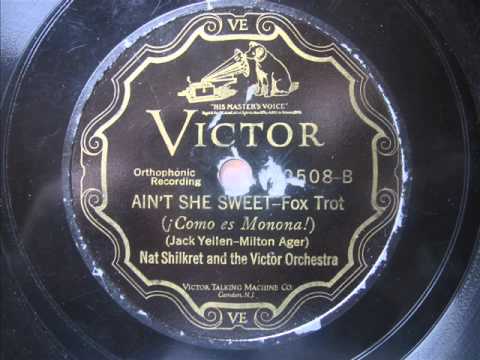 VE
"HIS MASTER'S VOICE"
VICTOR
Orthophonic
Recording
0508-B
AIN'T SHE SWEET-Fox Trot
(¡Como es Monona!)
(Jack Yellen-Milton Ager)
Nat Shilkret and the Victor Orchestra
VICTOR TALKING MACHINE CO.
Camden, N.J.
VE